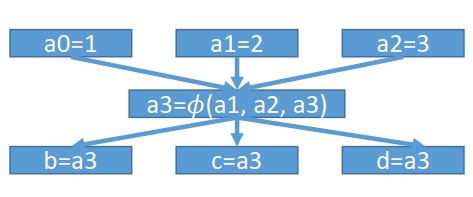 a0=1
a1=2
a2=3
a3=ϕ(a1, a2, a3)
b=a3
c=a3
d=a3